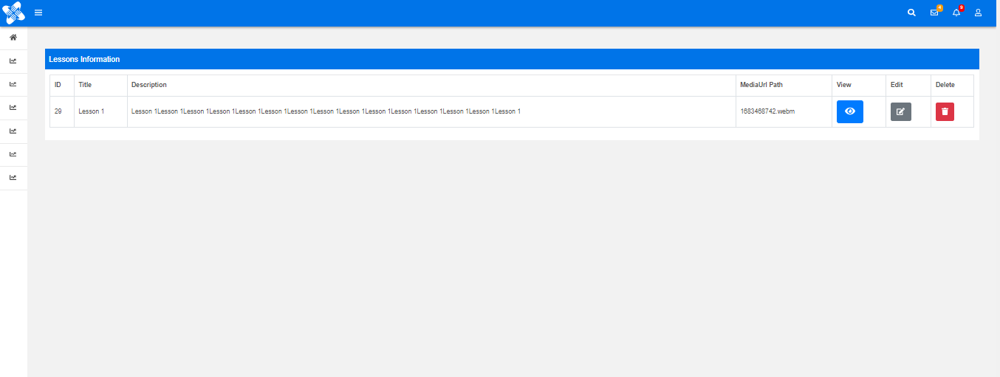 4 9
Lessons Information
ID Title Description MediaUrl Path View Edit Delete
29 Lesson 1 Lesson 1Lesson 1Lesson 1Lesson 1Lesson 1Lesson 1Lesson 1Lesson 1Lesson 1Lesson 1Lesson 1Lesson 1Lesson 1Lesson 1Lesson 1 1683468742.webm